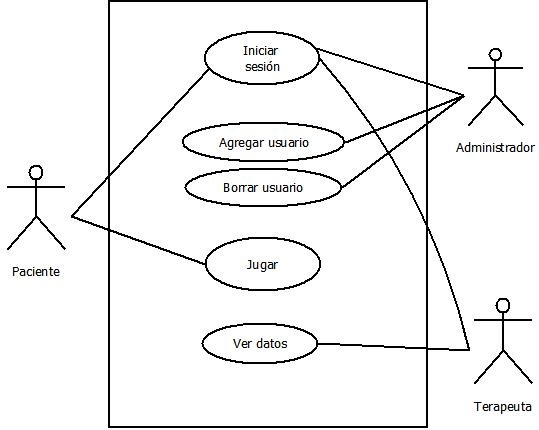 Iniciar
sesión
Agregar usuario
Administrador
Borrar usuario
Paciente
Jugar
Ver datos
Terapeuta